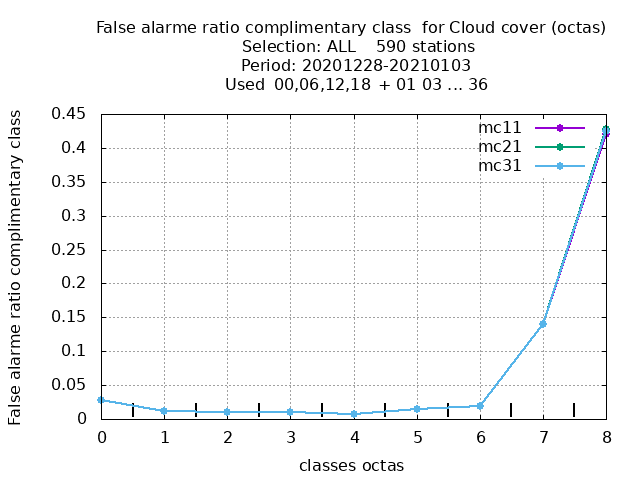 False alarme ratio complimentary class  for Cloud cover (octas)
Selection: ALL    590 stations
Period: 20201228-20210103
Used  00,06,12,18  + 01 03 ... 36
False alarme ratio complimentary class
0.45
0.4
0.35
0.3
0.25
0.2
0.15
0.1
0.05
0
mc11
mc21
mc31
0 1 2 3 4 5 6 7 8
classes octas